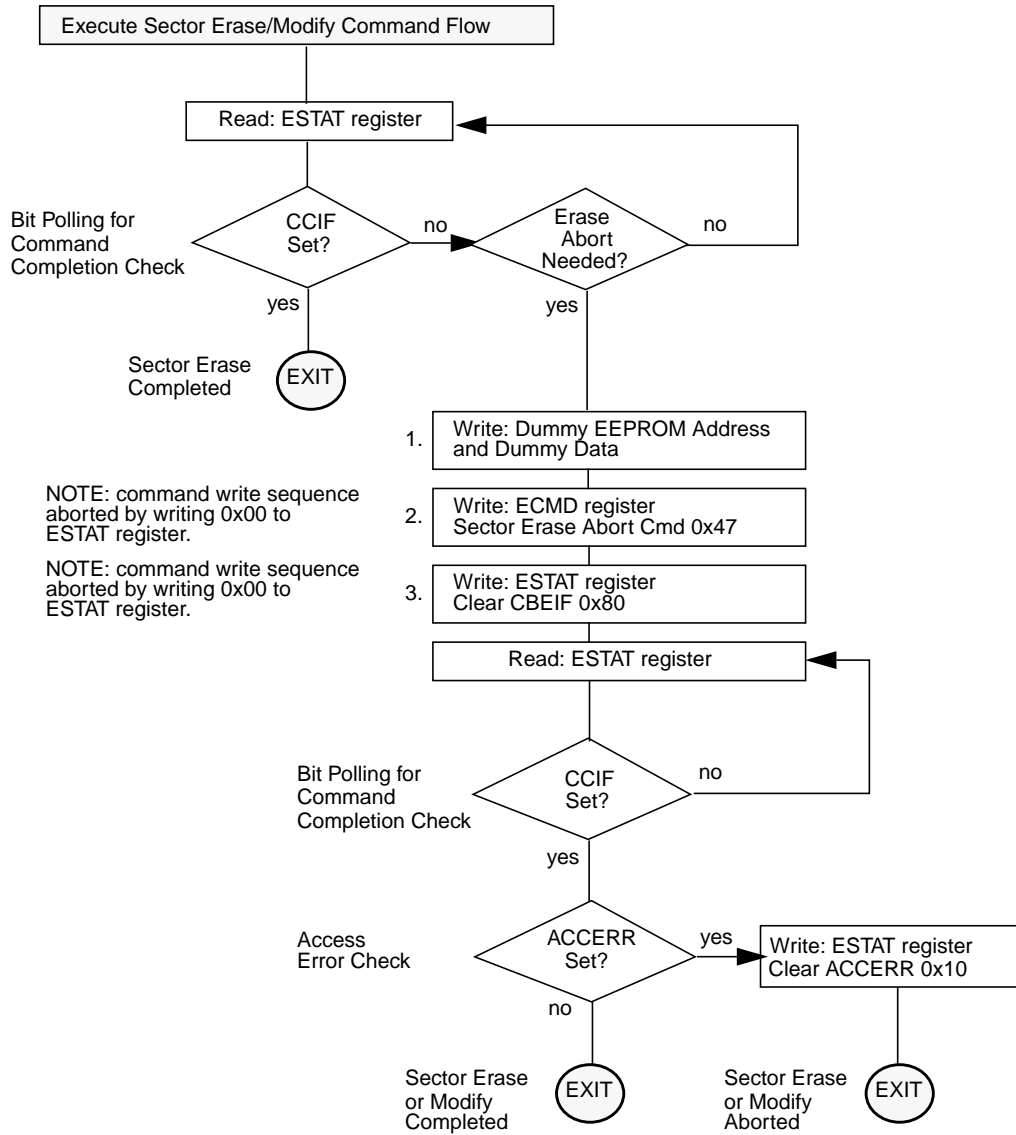 Execute Sector Erase/Modify Command Flow
Read: ESTAT register
Bit Polling for
Command
Completion Check
CCIF
Set?
no
Erase
Abort
Needed?
no
yes
yes
Sector Erase
Completed
EXIT
1.
Write: Dummy EEPROM Address
and Dummy Data
NOTE: command write sequence
aborted by writing 0x00 to
ESTAT register.
2.
Write: ECMD register
Sector Erase Abort Cmd 0x47
NOTE: command write sequence
aborted by writing 0x00 to
ESTAT register.
3.
Write: ESTAT register
Clear CBEIF 0x80
Read: ESTAT register
Bit Polling for
Command
Completion Check
CCIF
Set?
no
yes
Access
Error Check
ACCERR
Set?
yes
Write: ESTAT register
Clear ACCERR 0x10
no
Sector Erase
or Modify
Completed
EXIT
Sector Erase
or Modify
Aborted
EXIT